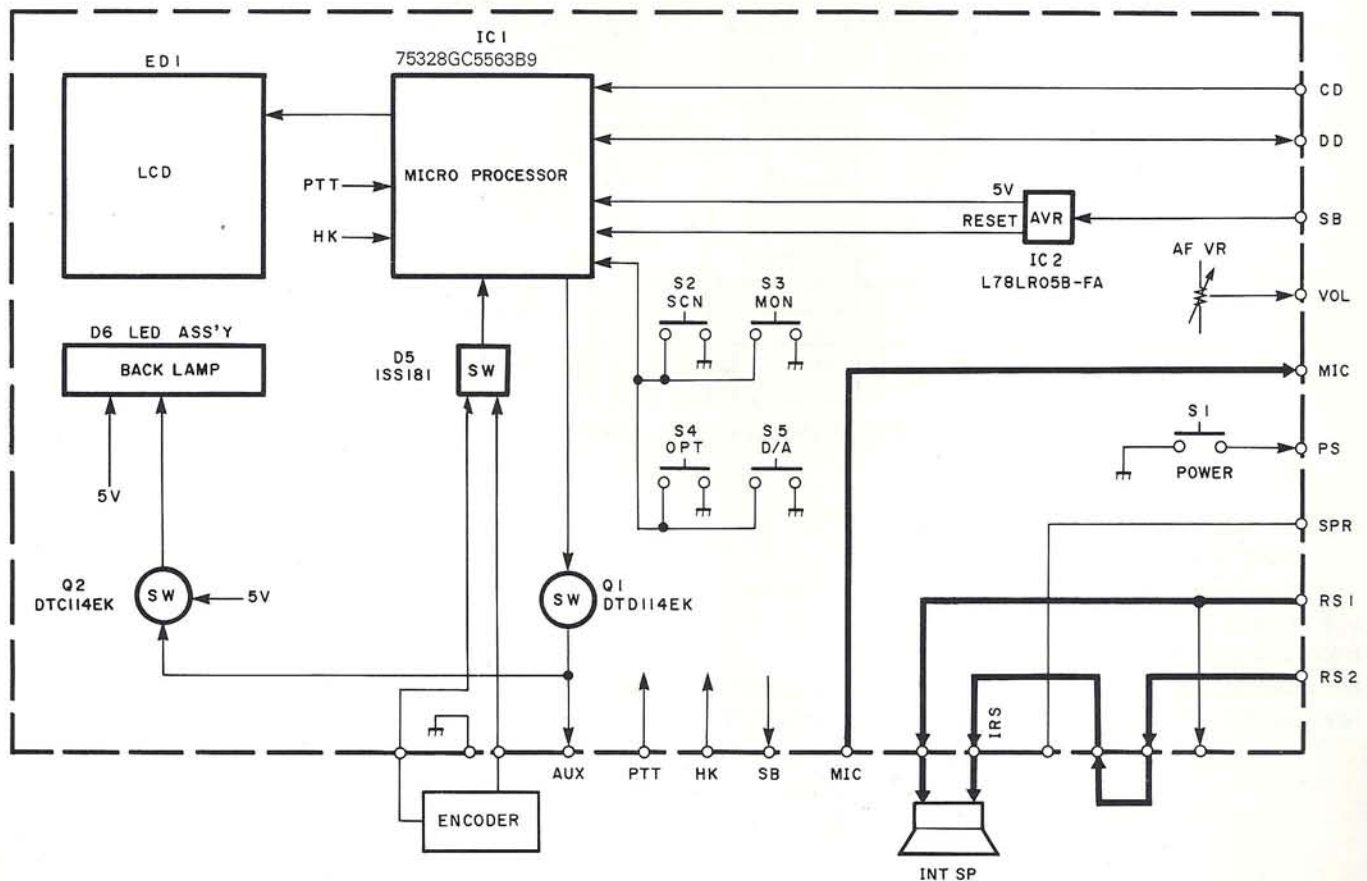 IC1
75328GC5563B9
ED1
LCD
MICRO PROCESSOR
PTT
HK
CD
DD
5V
RESET
AVR
IC2
L78LR05B-FA
SB
AF VR
VOL
S2
SCN
S3
MON
D6 LED ASS'Y
BACK LAMP
5V
D5
1SS181
SW
MIC
S4
OPT
S5
D/A
S1
POWER
PS
SPR
Q2
DTC114EK
SW
5V
SW
Q1
DTD114EK
RS1
RS2
IRS
AUX
PTT
HK
SB
MIC
ENCODER
INT SP